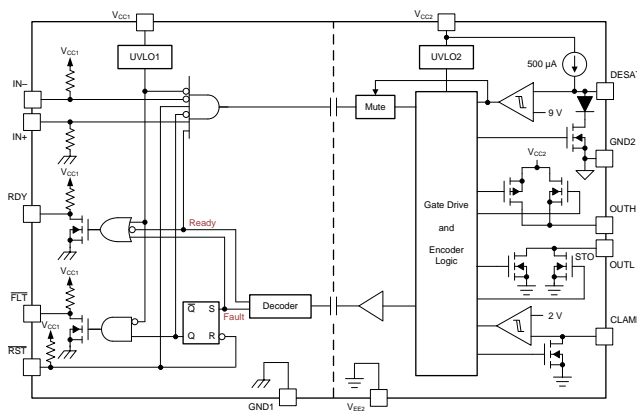 VCC1
VCC2
VCC1
UVLO1
UVLO2
500 µA
DESAT
IN–
Mute
9 V
IN+
GND2
VCC1
VCC2
RDY
Ready
Gate Drive
and
Encoder
Logic
OUTH
STO
OUTL
VCC1
FLT
Q S
Decoder
Fault
2 V
VCC1
Q R
CLAMP
RST
GND1
VEE2